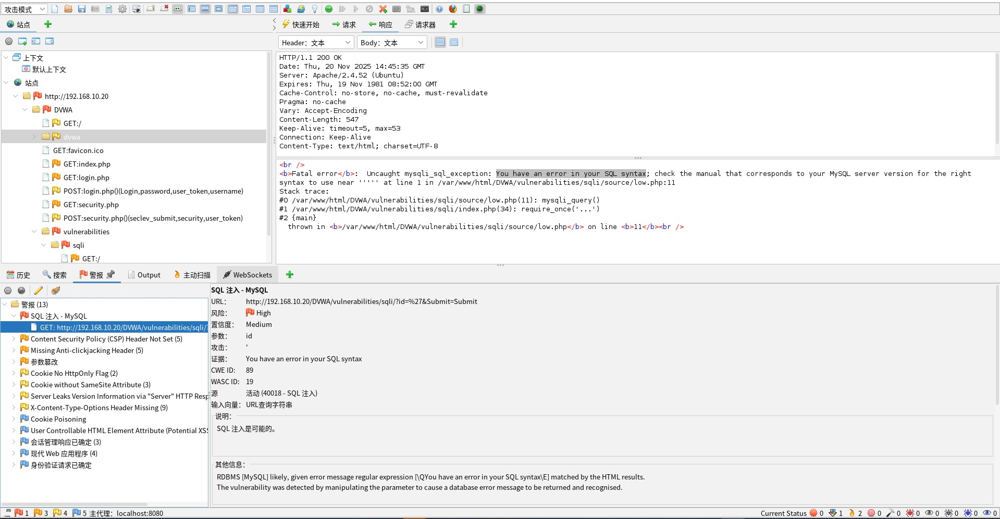 攻击模式
站点
快速开始
请求
响应
请求器
Header：文本
Body：文本
上下文
默认上下文
站点
http://192.168.10.20
DVWA
GET:/
dvwa
GET:favicon.ico
GET:index.php
GET:login.php
POST:login.php()(Login,password,user_token,username)
GET:security.php
POST:security.php()(seclev_submit,security,user_token)
vulnerabilities
sqli
GET:/
HTTP/1.1 200 OK
Date: Thu, 20 Nov 2025 14:45:35 GMT
Server: Apache/2.4.52 (Ubuntu)
Expires: Thu, 19 Nov 1981 08:52:00 GMT
Cache-Control: no-store, no-cache, must-revalidate
Pragma: no-cache
Vary: Accept-Encoding
Content-Length: 547
Keep-Alive: timeout=5, max=53
Connection: Keep-Alive
Content-Type: text/html; charset=UTF-8
<br />
<b>Fatal error</b>:  Uncaught mysqli_sql_exception: You have an error in your SQL syntax; check the manual that corresponds to your MySQL server version for the right
syntax to use near ''''' at line 1 in /var/www/html/DVWA/vulnerabilities/sqli/source/low.php:11
Stack trace:
#0 /var/www/html/DVWA/vulnerabilities/sqli/source/low.php(11): mysqli_query()
#1 /var/www/html/DVWA/vulnerabilities/sqli/index.php(34): require_once('...')
#2 {main}
  thrown in <b>/var/www/html/DVWA/vulnerabilities/sqli/source/low.php</b> on line <b>11</b><br />
历史
搜索
警报
Output
主动扫描
WebSockets
警报 (13)
SQL 注入 - MySQL
GET: http://192.168.10.20/DVWA/vulnerabilities/sqli/?
Content Security Policy (CSP) Header Not Set (5)
Missing Anti-clickjacking Header (5)
参数篡改
Cookie No HttpOnly Flag (2)
Cookie without SameSite Attribute (3)
Server Leaks Version Information via "Server" HTTP Resp
X-Content-Type-Options Header Missing (9)
Cookie Poisoning
User Controllable HTML Element Attribute (Potential XSS
会话管理响应已确定 (3)
现代 Web 应用程序 (4)
身份验证请求已确定
SQL 注入 - MySQL
URL： http://192.168.10.20/DVWA/vulnerabilities/sqli/?id=%27&Submit=Submit
风险： High
置信度： Medium
参数： id
攻击： '
证据： You have an error in your SQL syntax
CWE ID: 89
WASC ID: 19
源 活动 (40018 - SQL 注入)
输入向量： URL查询字符串
说明：
SQL 注入是可能的。
其他信息：
RDBMS [MySQL] likely, given error message regular expression [\QYou have an error in your SQL syntax\E] matched by the HTML results.
The vulnerability was detected by manipulating the parameter to cause a database error message to be returned and recognised.
1 3 4 5 主代理：localhost:8080
Current Status 0 1 2 0 0 0 0 0 0 0